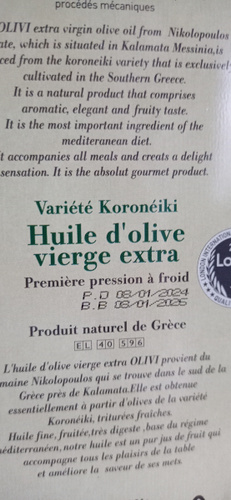 procédés mécaniques
OLIVI extra virgin olive oil from Nikolopoulos
ate, which is situated in Kalamata Messinia,is
ced from the koroneiki variety that is exclusivel
cultivated in the Southern Greece.
It is a natural product that comprises
aromatic, elegant and fruity taste.
It is the most important ingredient of the
mediteranean diet.
t accompanies all meals and creats a delight
sensation. It is the absolut gourmet product.
Variété Koronéiki
Huile d'olive
vierge extra
Première pression à froid
P.D 08/01/2024
B.B 08/01/2026
Produit naturel de Grèce
EL 40 596
L'huile d'olive vierge extra OLIVI provient du
maine Nikolopoulos qui se trouve dans le sud de la
Grèce près de Kalamata.Elle est obtenue
essentiellement à partir d'olives de la variété
Koronéiki, triturées fraîches.
Huile fine, fruitée,très digeste ,base du régime
méditerranéen,notre huile est un pur jus de fruit qui
accompagne tous les plaisirs de la table
et améliore la saveur de ses mets.
LONDON INTERNATIONAL
Lo